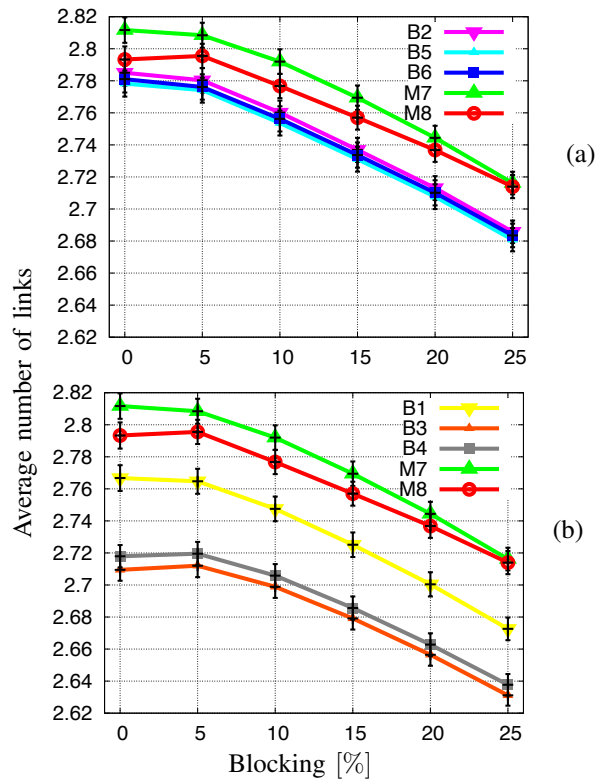 2.82
2.8
2.78
2.76
2.74
2.72
2.7
2.68
2.66
2.64
2.62
0 5 10 15 20 25
B2
B5
B6
M7
M8
(a)
Average number of links
2.82
2.8
2.78
2.76
2.74
2.72
2.7
2.68
2.66
2.64
2.62
0 5 10 15 20 25
B1
B3
B4
M7
M8
(b)
Blocking [%]